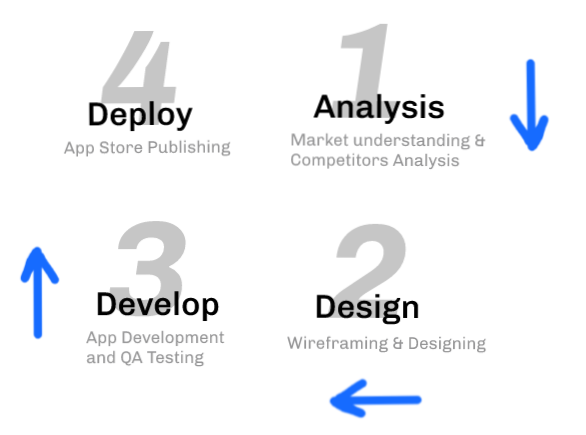 4
Deploy
App Store Publishing
1
Analysis
Market understanding &
Competitors Analysis
3
Develop
App Development
and QA Testing
2
Design
Wireframing & Designing